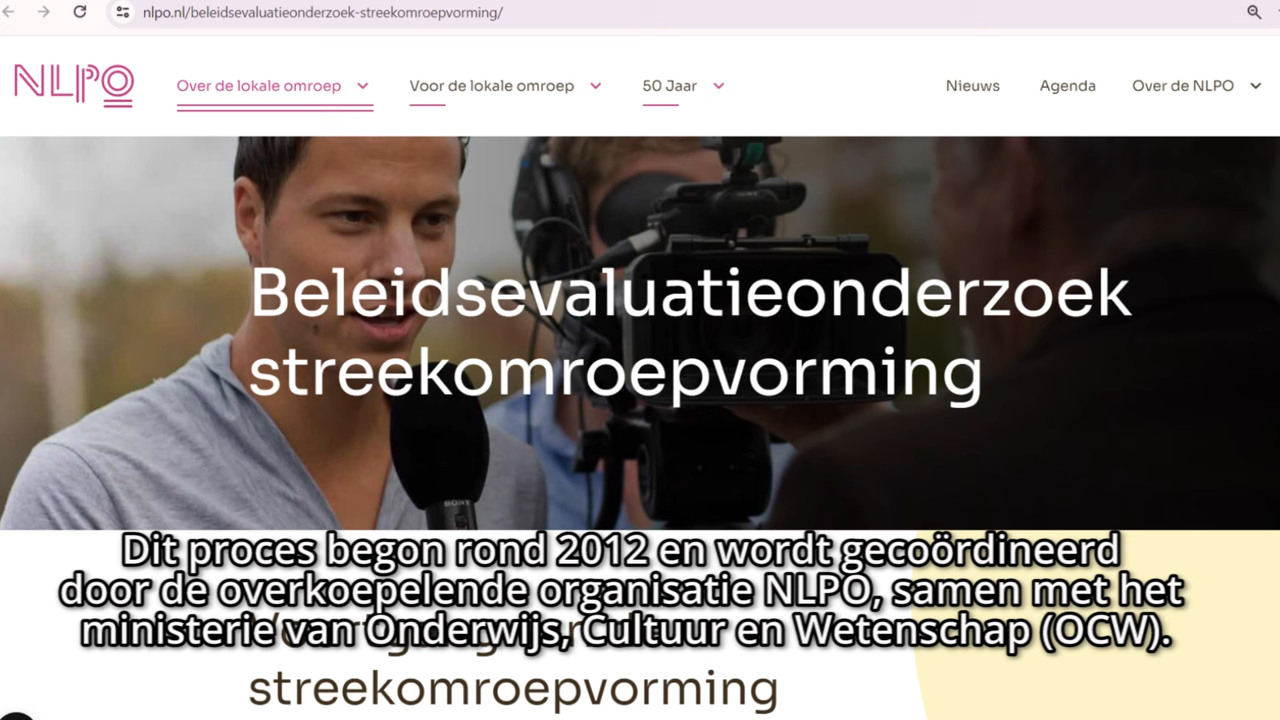 nlpo.nl/beleidsevaluatieonderzoek-streekomroepvorming/
NLPO
Over de lokale omroep
Voor de lokale omroep
50 Jaar
Nieuws
Agenda
Over de NLPO
Beleidsevaluatieonderzoek
streekomroepvorming
SONY
Dit proces begon rond 2012 en wordt gecoördineerd
door de overkoepelende organisatie NLPO, samen met het
ministerie van Onderwijs, Cultuur en Wetenschap (OCW).
streekomroepvorming